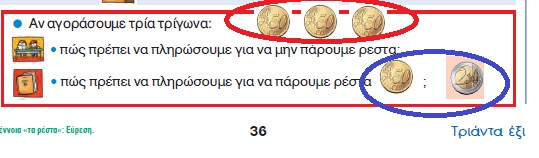 • Αν αγοράσουμε τρία τρίγωνα:
• πώς πρέπει να πληρώσουμε για να μην πάρουμε ρέστα;
• πώς πρέπει να πληρώσουμε για να πάρουμε ρέστα ;
έννοια «τα ρέστα»: Εύρεση.
36
Τριάντα έξι